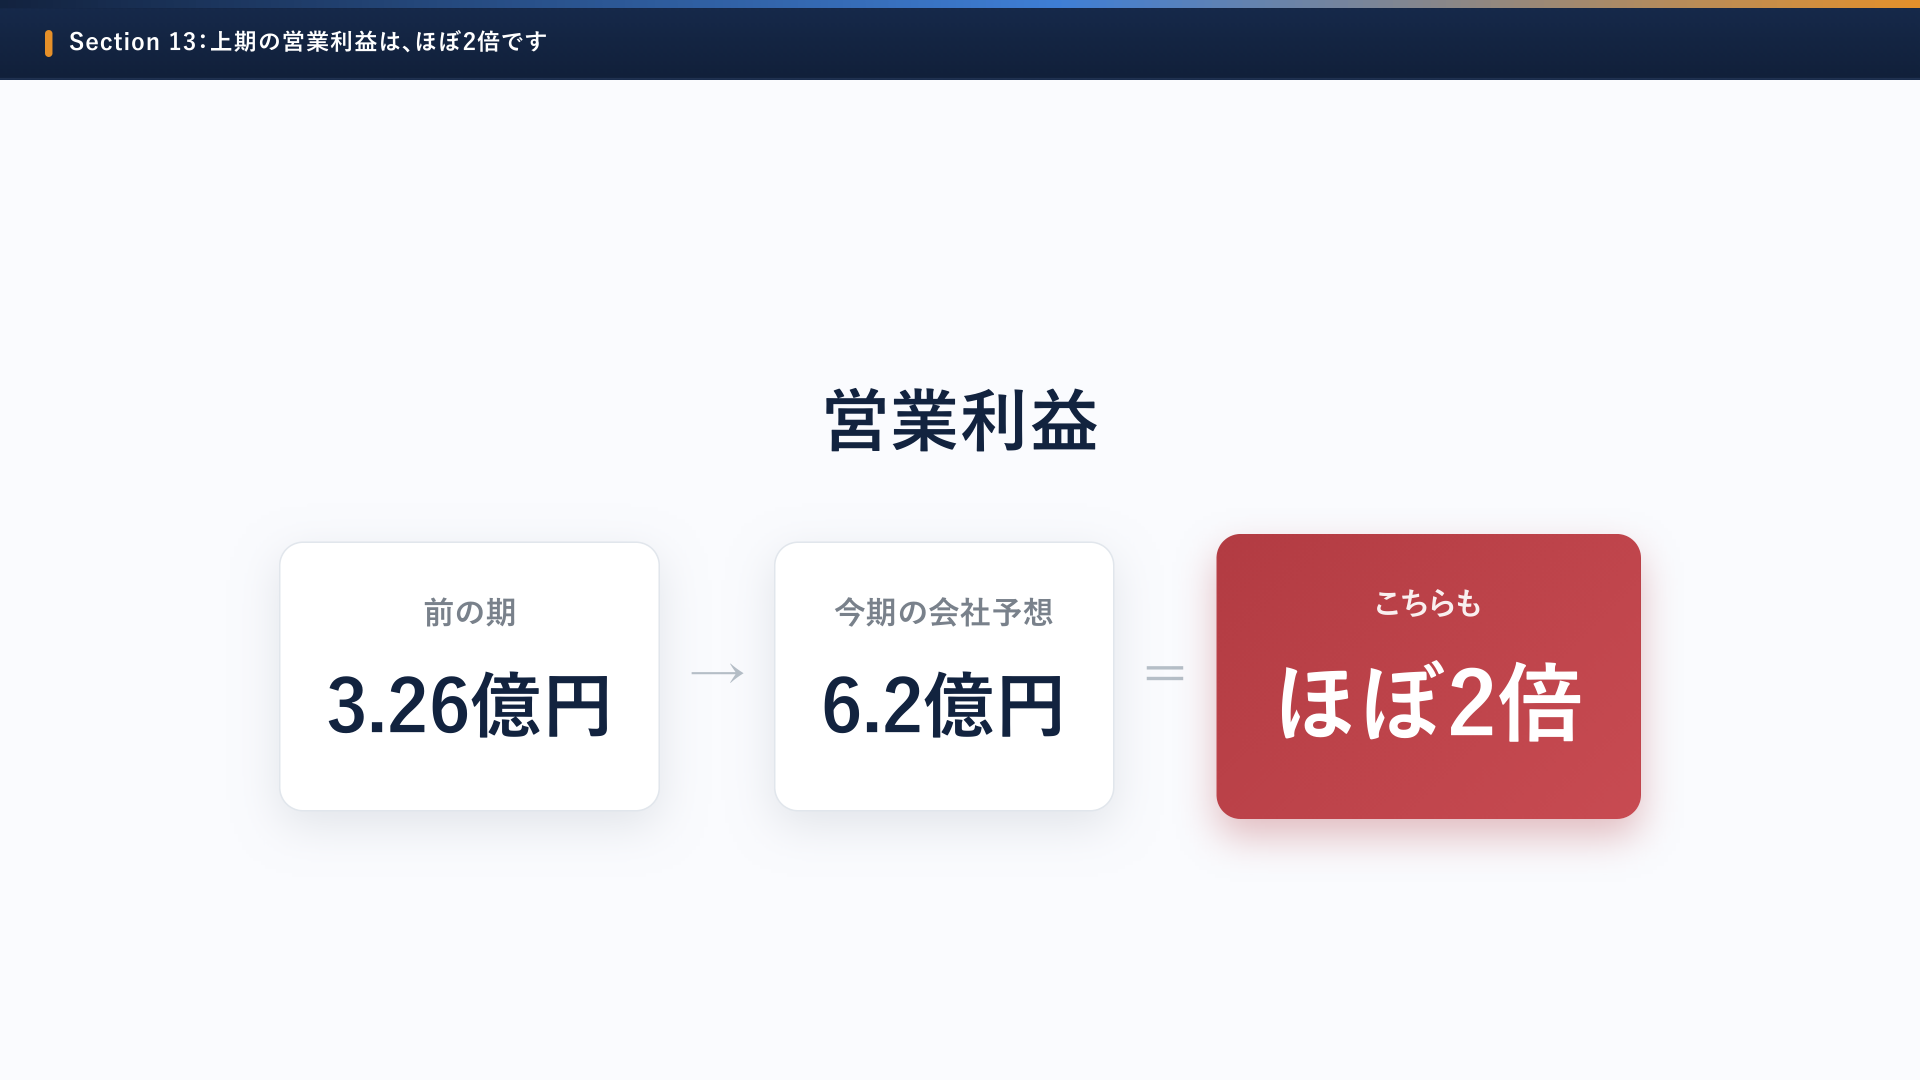 Section 13：上期の営業利益は、ほぼ2倍です
営業利益
前の期
3.26億円
→
今期の会社予想
6.2億円
＝
こちらも
ほぼ2倍